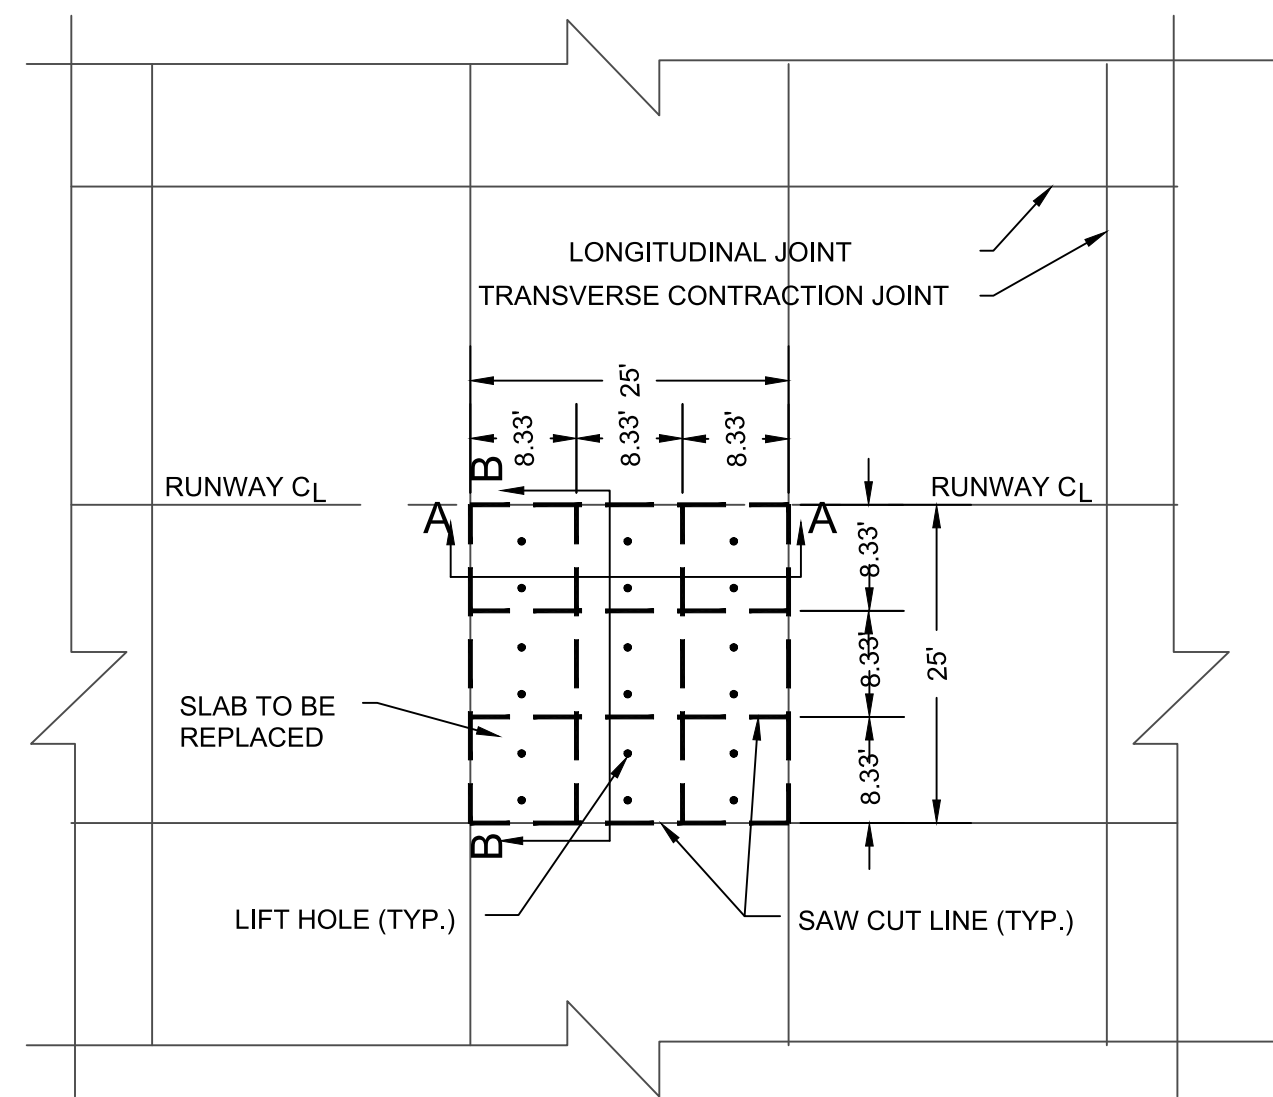 LONGITUDINAL JOINT
TRANSVERSE CONTRACTION JOINT
25'
8.33'
8.33'
8.33'
B
RUNWAY CL
RUNWAY CL
A
A
8.33'
8.33'
25'
SLAB TO BE
REPLACED
8.33'
B
LIFT HOLE (TYP.)
SAW CUT LINE (TYP.)